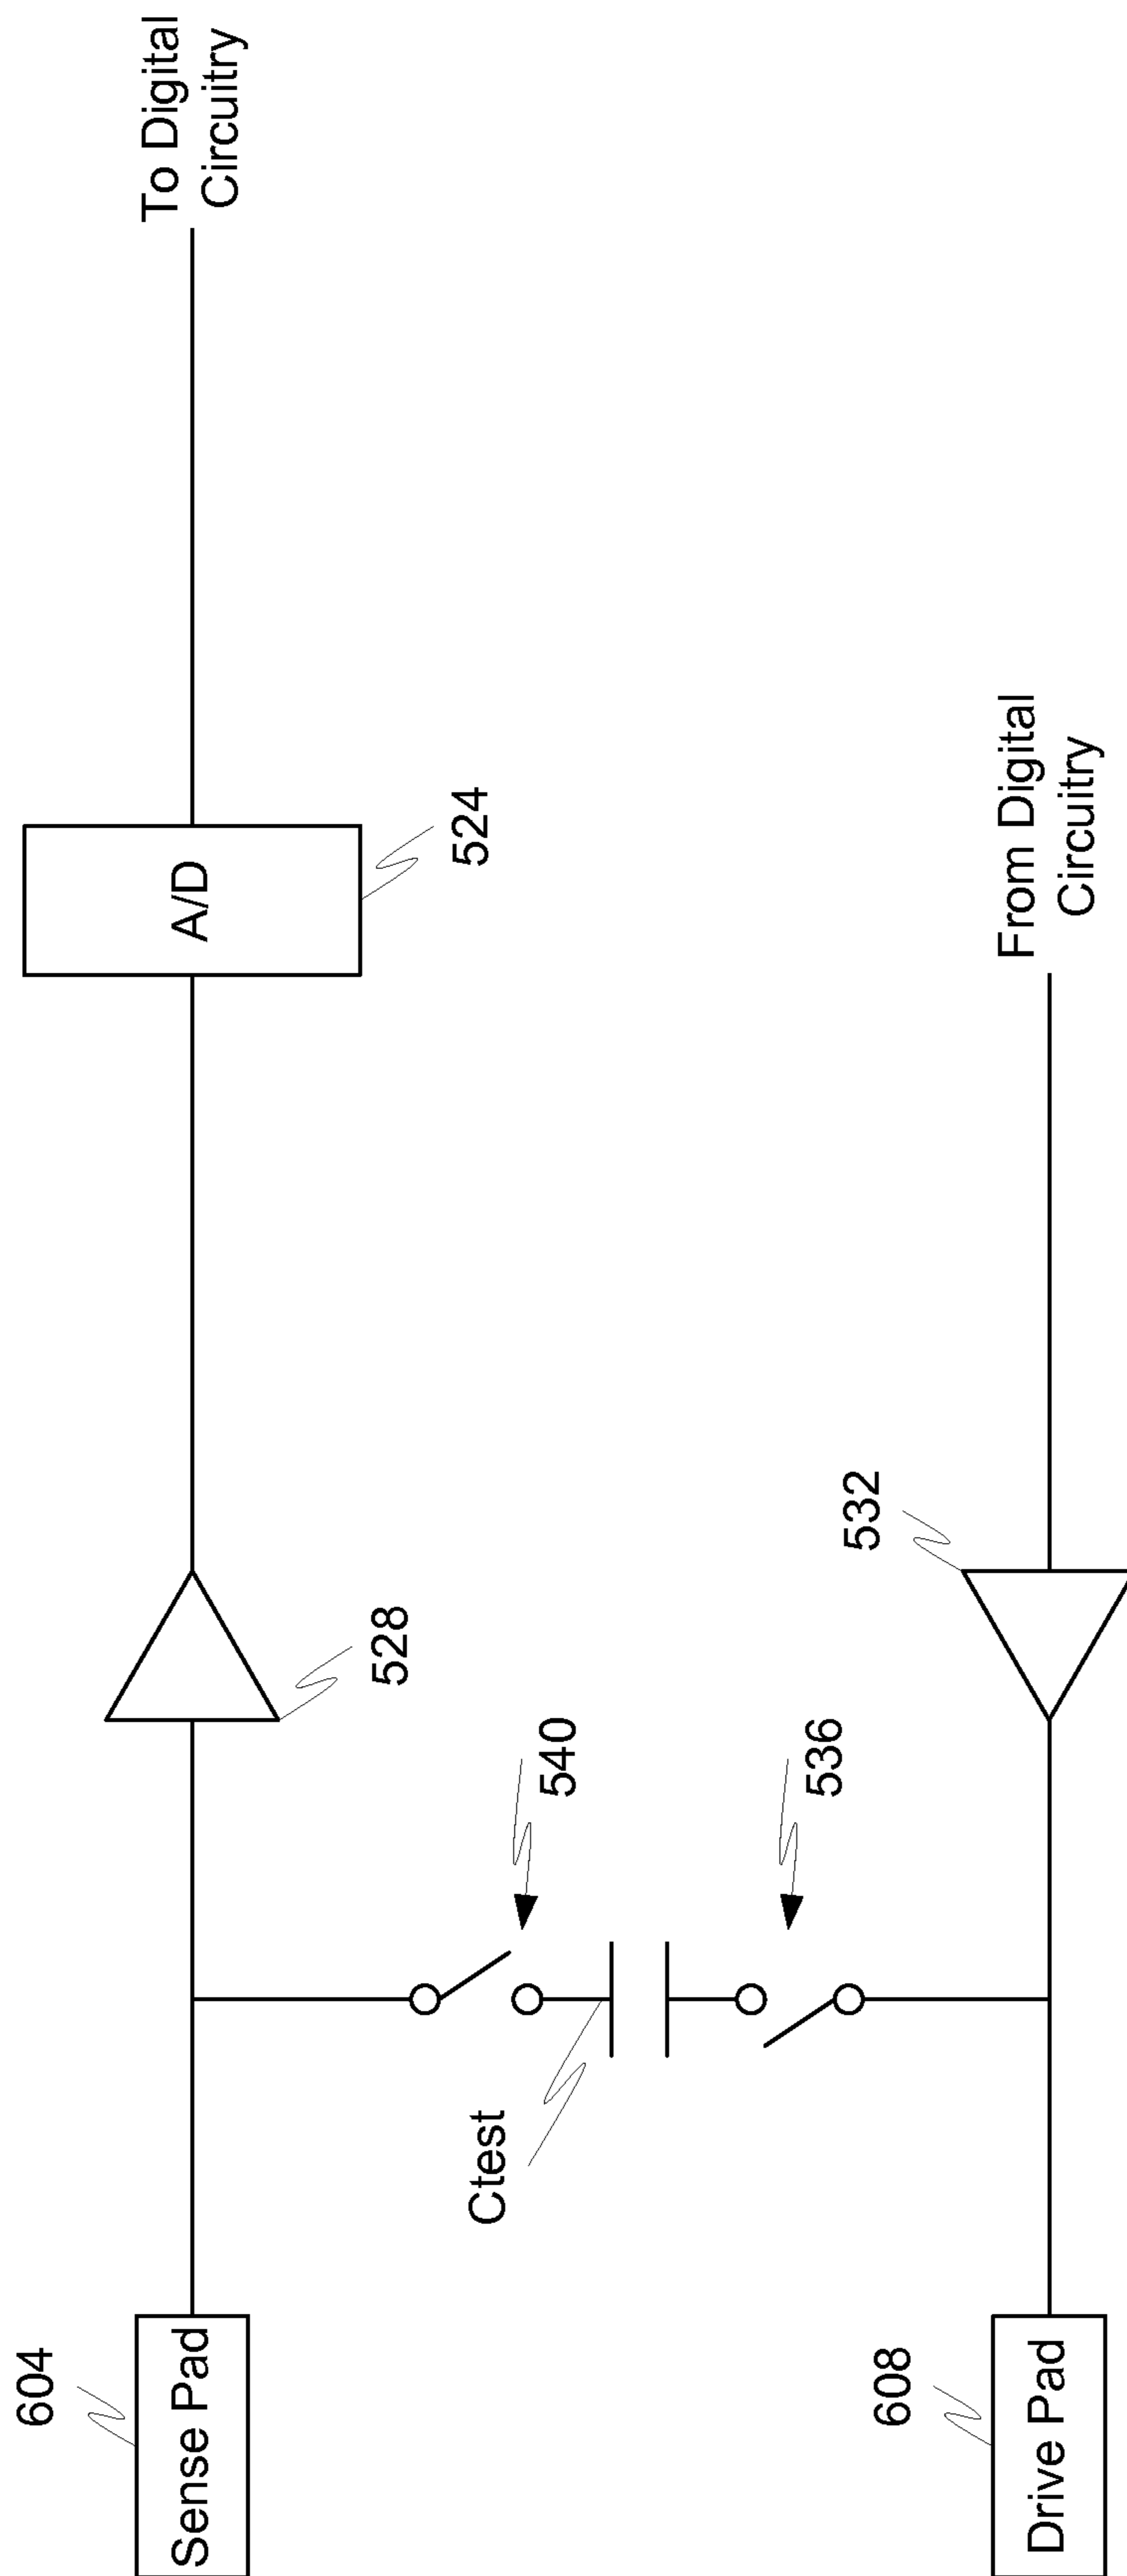 To Digital
Circuitry
A/D
524
From Digital
Circuitry
532
528
540
536
Ctest
604
Sense Pad
608
Drive Pad